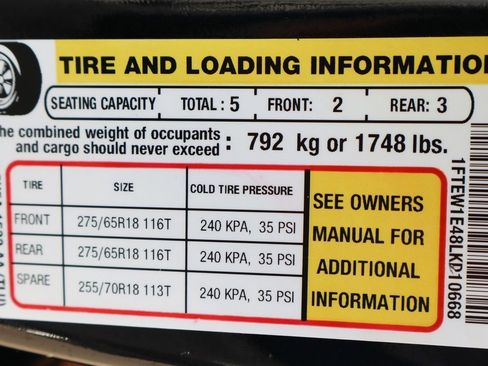 TIRE AND LOADING INFORMATIO
SEATING CAPACITY TOTAL : 5 FRONT: 2 REAR: 3
he combined weight of occupants
and cargo should never exceed : 792 kg or 1748 lbs.
TIRE SIZE COLD TIRE PRESSURE
FRONT 275/65R18 116T 240 KPA, 35 PSI
REAR 275/65R18 116T 240 KPA, 35 PSI
SPARE 255/70R18 113T 240 KPA, 35 PSI
SEE OWNERS
MANUAL FOR
ADDITIONAL
INFORMATION